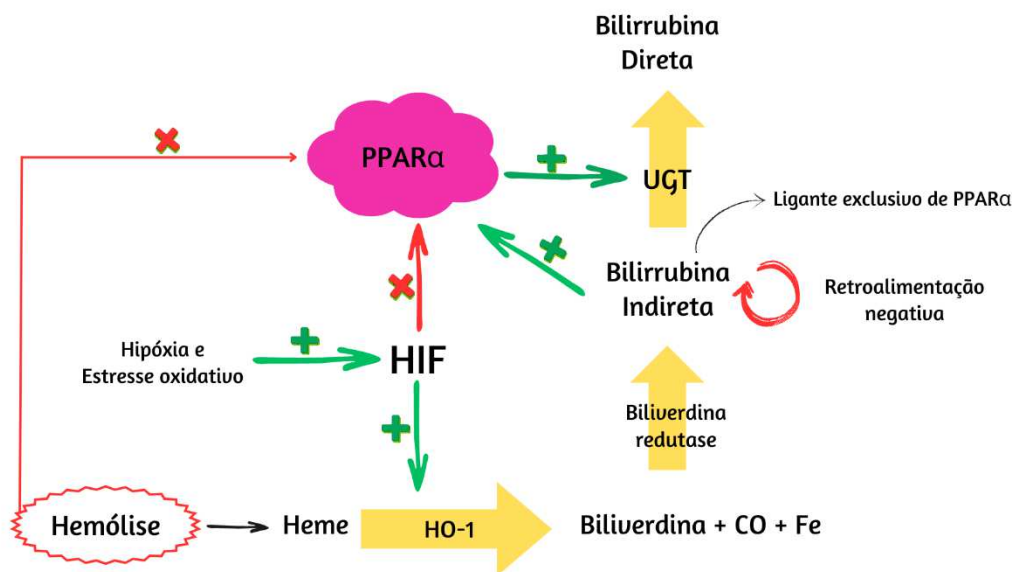 Bilirrubina
Direta
PPARα
UGT
Ligante exclusivo de PPARα
Bilirrubina
Indireta
Retroalimentação
negativa
Hipóxia e
Estresse oxidativo
HIF
Biliverdina
redutase
Hemólise
Heme
HO-1
Biliverdina + CO + Fe